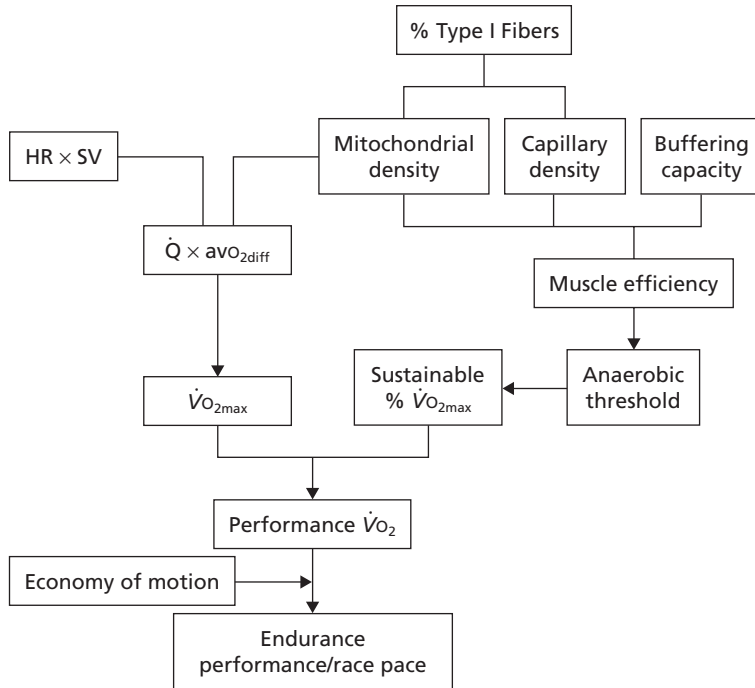 % Type I Fibers
HR × SV
Mitochondrial
density
Capillary
density
Buffering
capacity
Q̇ × avO₂diff
Muscle efficiency
V̇O₂max
Sustainable
% V̇O₂max
Anaerobic
threshold
Performance V̇O₂
Economy of motion
Endurance
performance/race pace